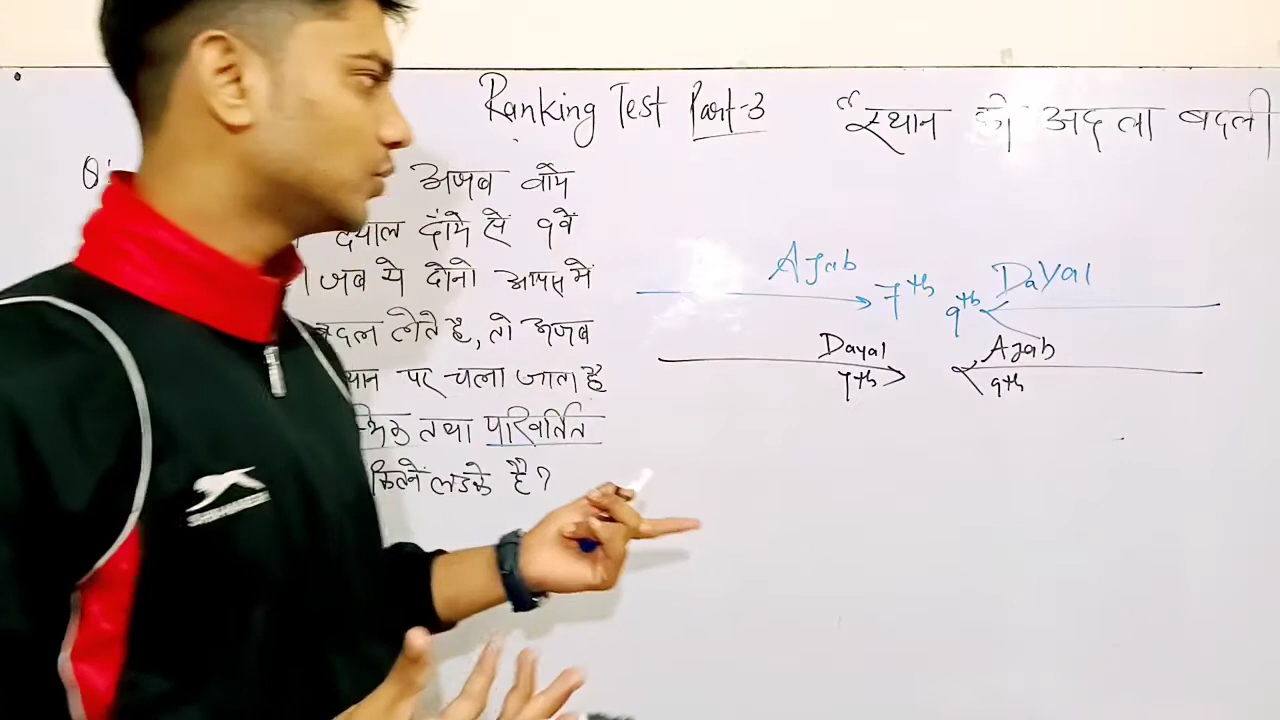 Ranking Test Part-3 “स्थान की अदला बदली
Q:
अजब बाँये
दयाल दाँये से 9वें
। जब ये दोनो आपस में
बदल लेते है, तो अजब
स्थान पर चला जाता है
तथा परिवर्तित
कितनें लडके है?
AJab 7th 9th DaYal
Dayal AJab
7th 9th